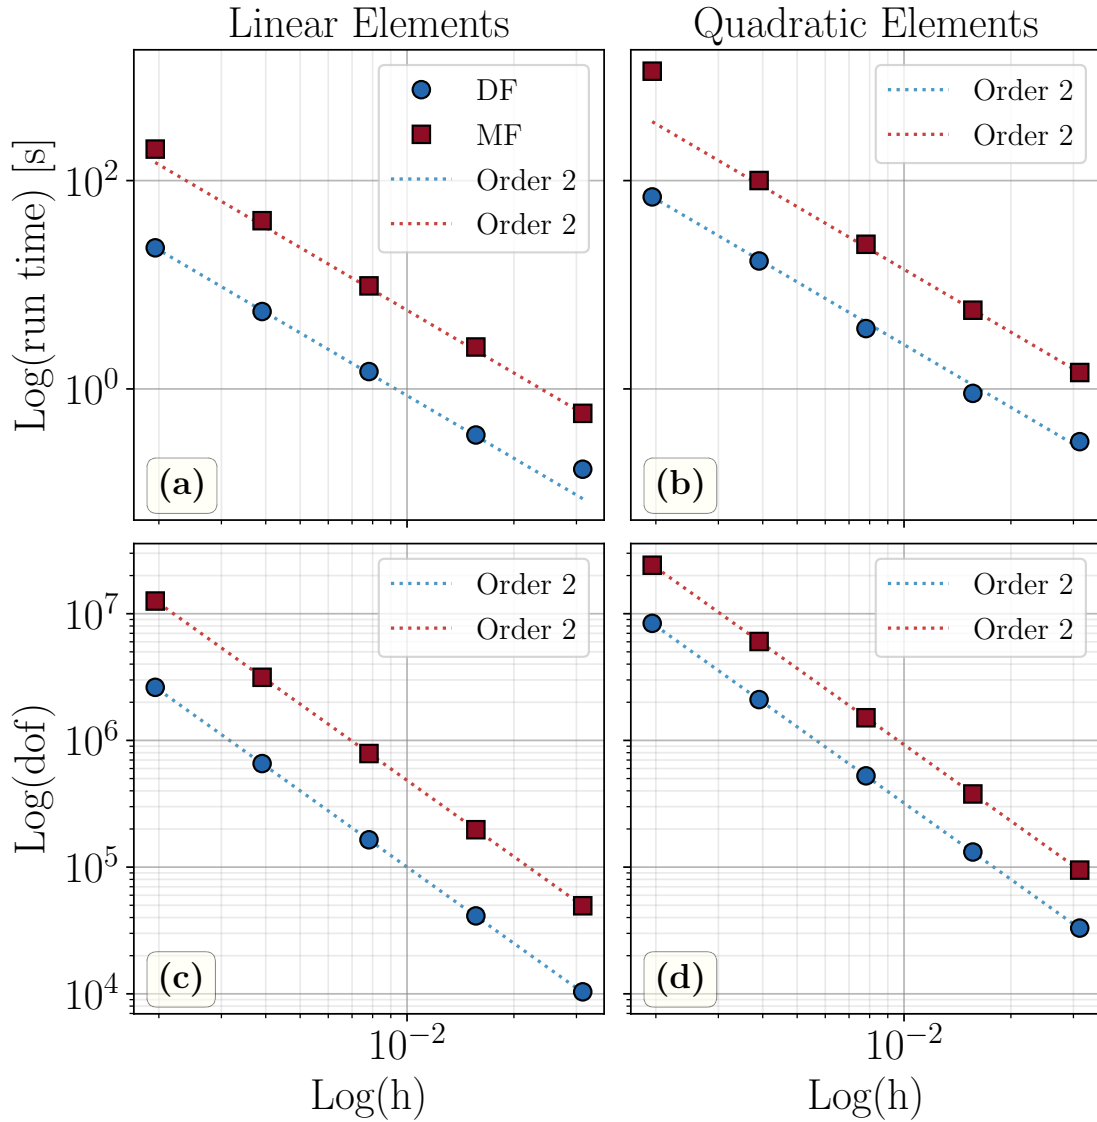 Linear Elements
Quadratic Elements
Log(run time) [s]
10^2
10^0
DF
MF
Order 2
Order 2
(a)
Order 2
Order 2
(b)
Log(dof)
10^7
10^6
10^5
10^4
Order 2
Order 2
(c)
Order 2
Order 2
(d)
10^-2
10^-2
Log(h)
Log(h)